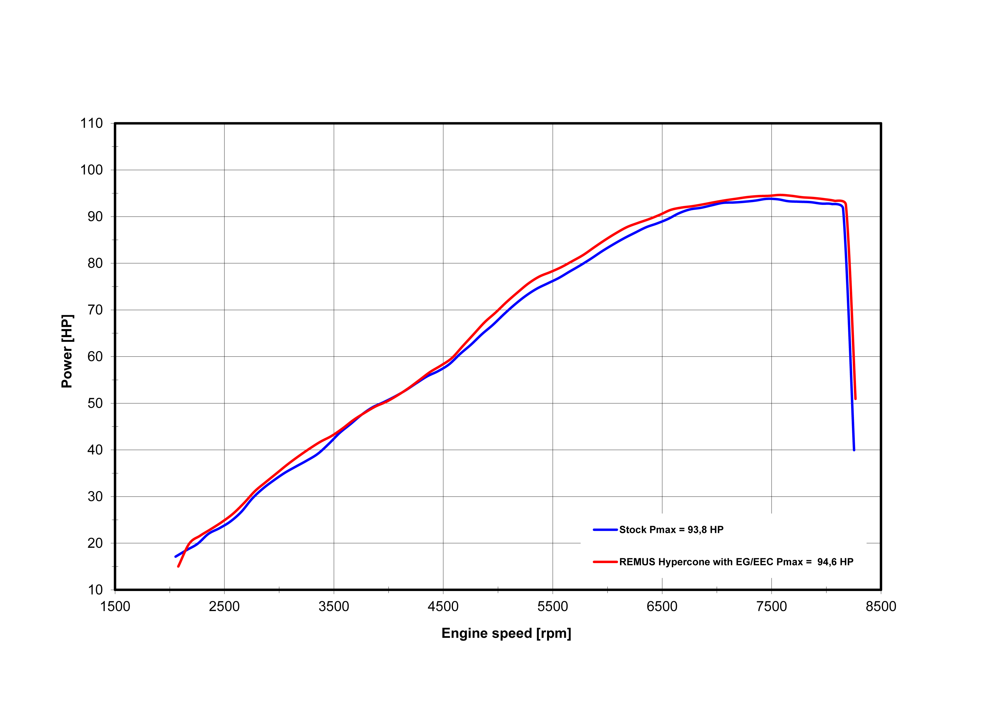 110
100
90
80
70
60
50
40
30
20
10
Power [HP]
Stock Pmax = 93,8 HP
REMUS Hypercone with EG/EEC Pmax =  94,6 HP
1500 2500 3500 4500 5500 6500 7500 8500
Engine speed [rpm]